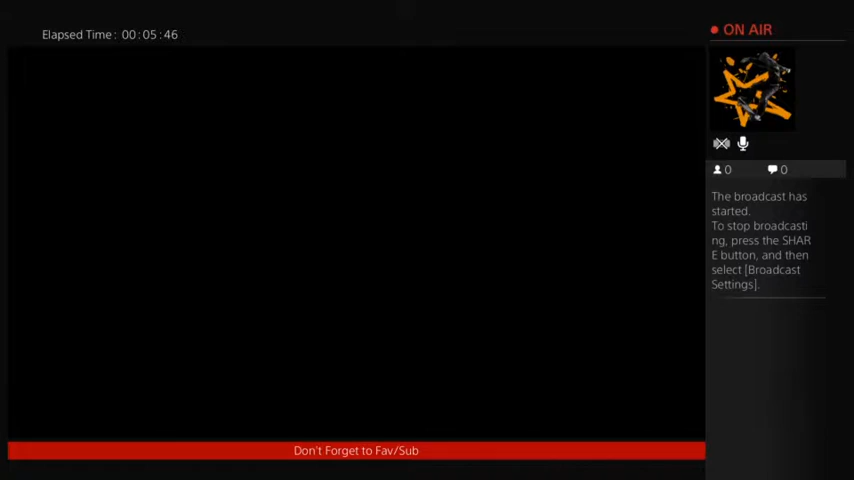 Elapsed Time: 00:05:46
ON AIR
0 0
The broadcast has
started.
To stop broadcasti
ng, press the SHAR
E button, and then
select [Broadcast
Settings].
Don't Forget to Fav/Sub